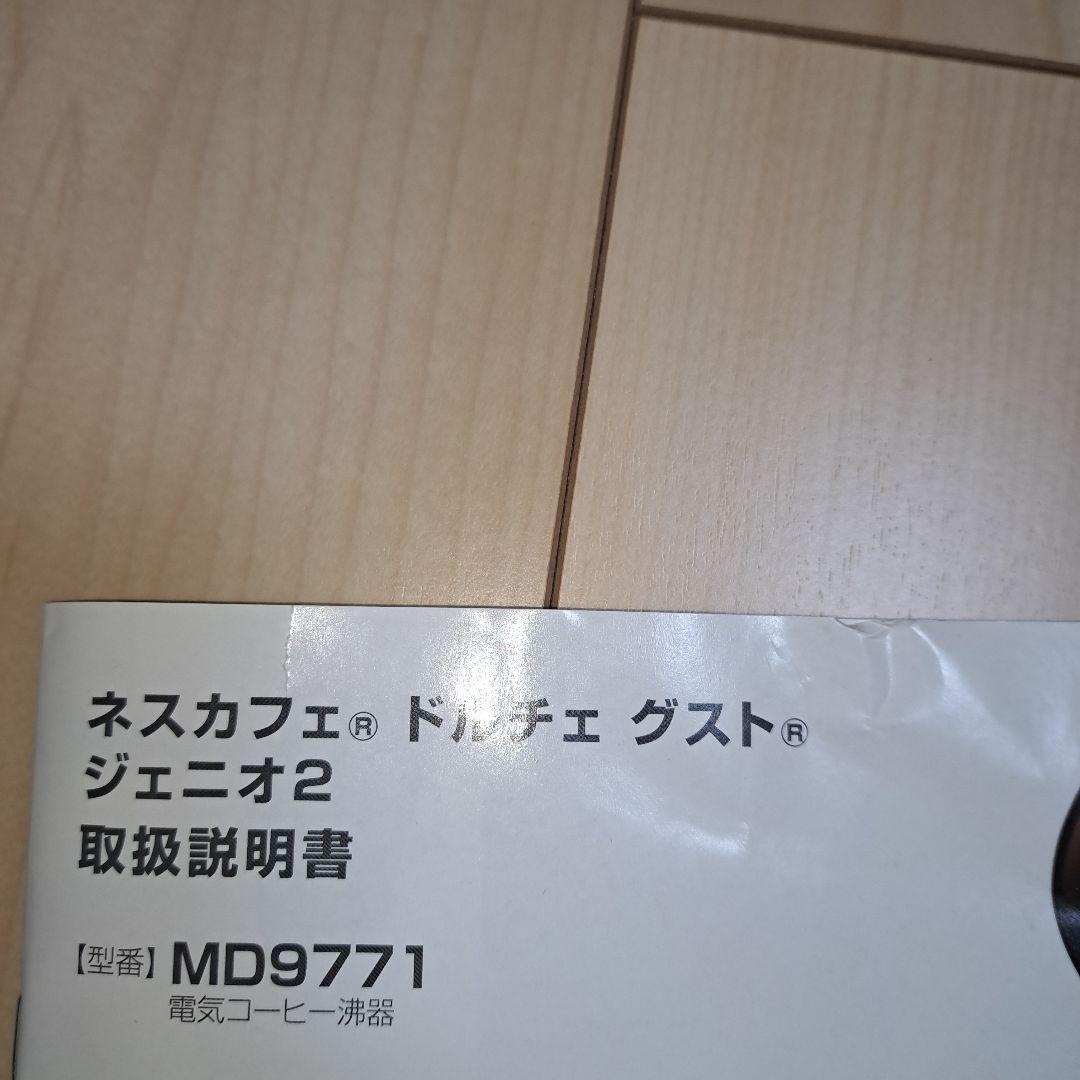 ネスカフェ® ドルチェ グスト®
ジェニオ2
取扱説明書
【型番】MD9771
電気コーヒー沸器